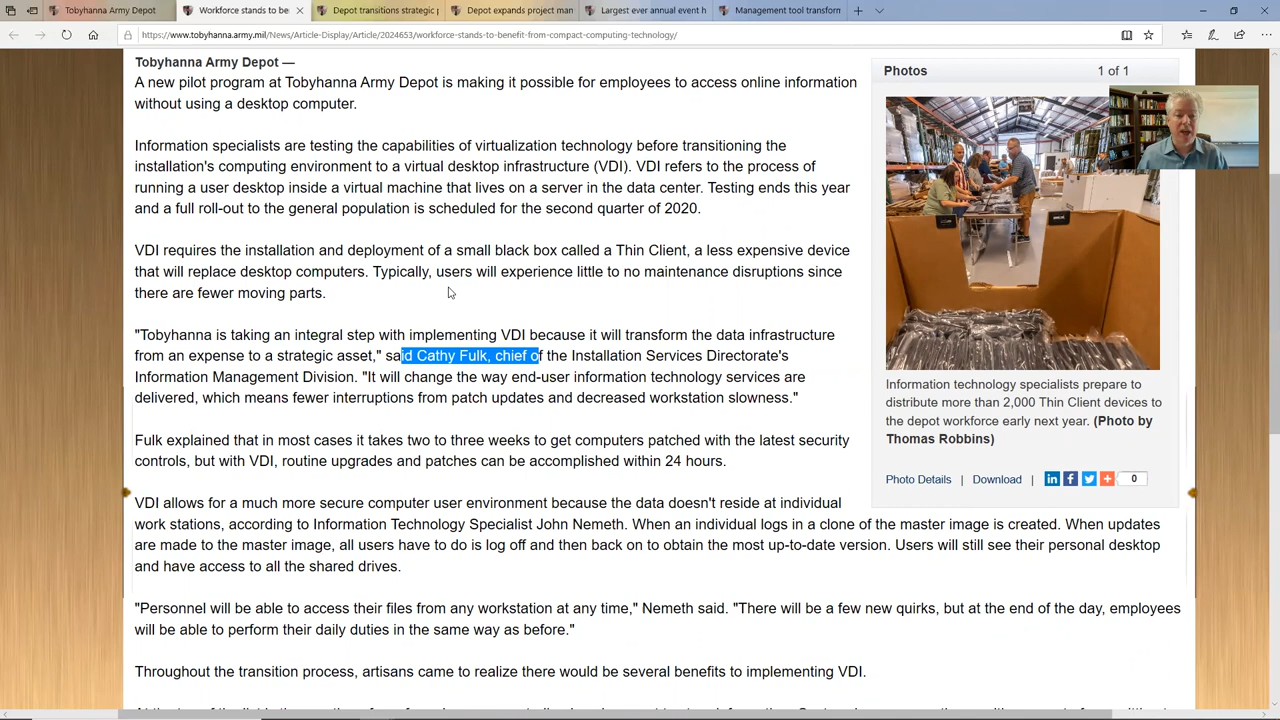 Tobyhanna Army Depot
Workforce stands to be
Depot transitions strategic
Depot expands project man
Largest ever annual event h
Management tool transform
https://www.tobyhanna.army.mil/News/Article-Display/Article/2024653/workforce-stands-to-benefit-from-compact-computing-technology/
Tobyhanna Army Depot —
A new pilot program at Tobyhanna Army Depot is making it possible for employees to access online information
without using a desktop computer.
Information specialists are testing the capabilities of virtualization technology before transitioning the
installation's computing environment to a virtual desktop infrastructure (VDI). VDI refers to the process of
running a user desktop inside a virtual machine that lives on a server in the data center. Testing ends this year
and a full roll-out to the general population is scheduled for the second quarter of 2020.
VDI requires the installation and deployment of a small black box called a Thin Client, a less expensive device
that will replace desktop computers. Typically, users will experience little to no maintenance disruptions since
there are fewer moving parts.
"Tobyhanna is taking an integral step with implementing VDI because it will transform the data infrastructure
from an expense to a strategic asset," said Cathy Fulk, chief of the Installation Services Directorate's
Information Management Division. "It will change the way end-user information technology services are
delivered, which means fewer interruptions from patch updates and decreased workstation slowness."
Fulk explained that in most cases it takes two to three weeks to get computers patched with the latest security
controls, but with VDI, routine upgrades and patches can be accomplished within 24 hours.
VDI allows for a much more secure computer user environment because the data doesn't reside at individual
work stations, according to Information Technology Specialist John Nemeth. When an individual logs in a clone of the master image is created. When updates
are made to the master image, all users have to do is log off and then back on to obtain the most up-to-date version. Users will still see their personal desktop
and have access to all the shared drives.
"Personnel will be able to access their files from any workstation at any time," Nemeth said. "There will be a few new quirks, but at the end of the day, employees
will be able to perform their daily duties in the same way as before."
Throughout the transition process, artisans came to realize there would be several benefits to implementing VDI.
Photos
1 of 1
Information technology specialists prepare to
distribute more than 2,000 Thin Client devices to
the depot workforce early next year. (Photo by
Thomas Robbins)
Photo Details | Download |
0